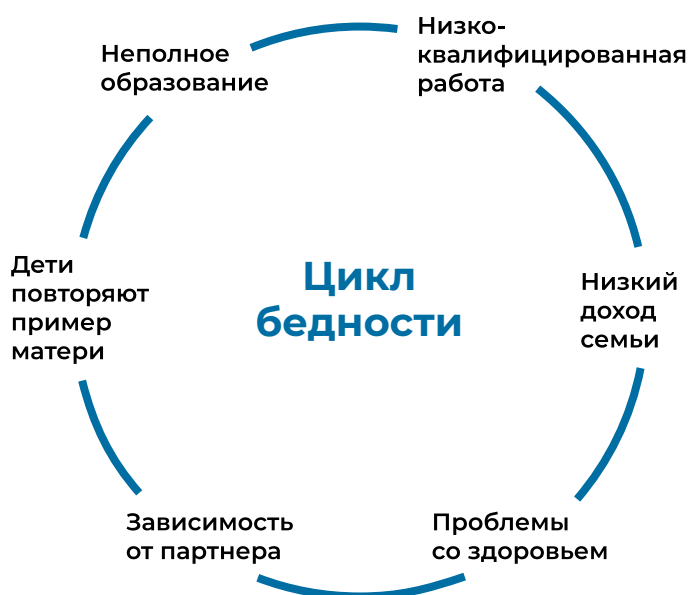 Цикл
бедности
Неполное
образование
Низко-
квалифицированная
работа
Низкий
доход
семьи
Проблемы
со здоровьем
Зависимость
от партнера
Дети
повторяют
пример
матери